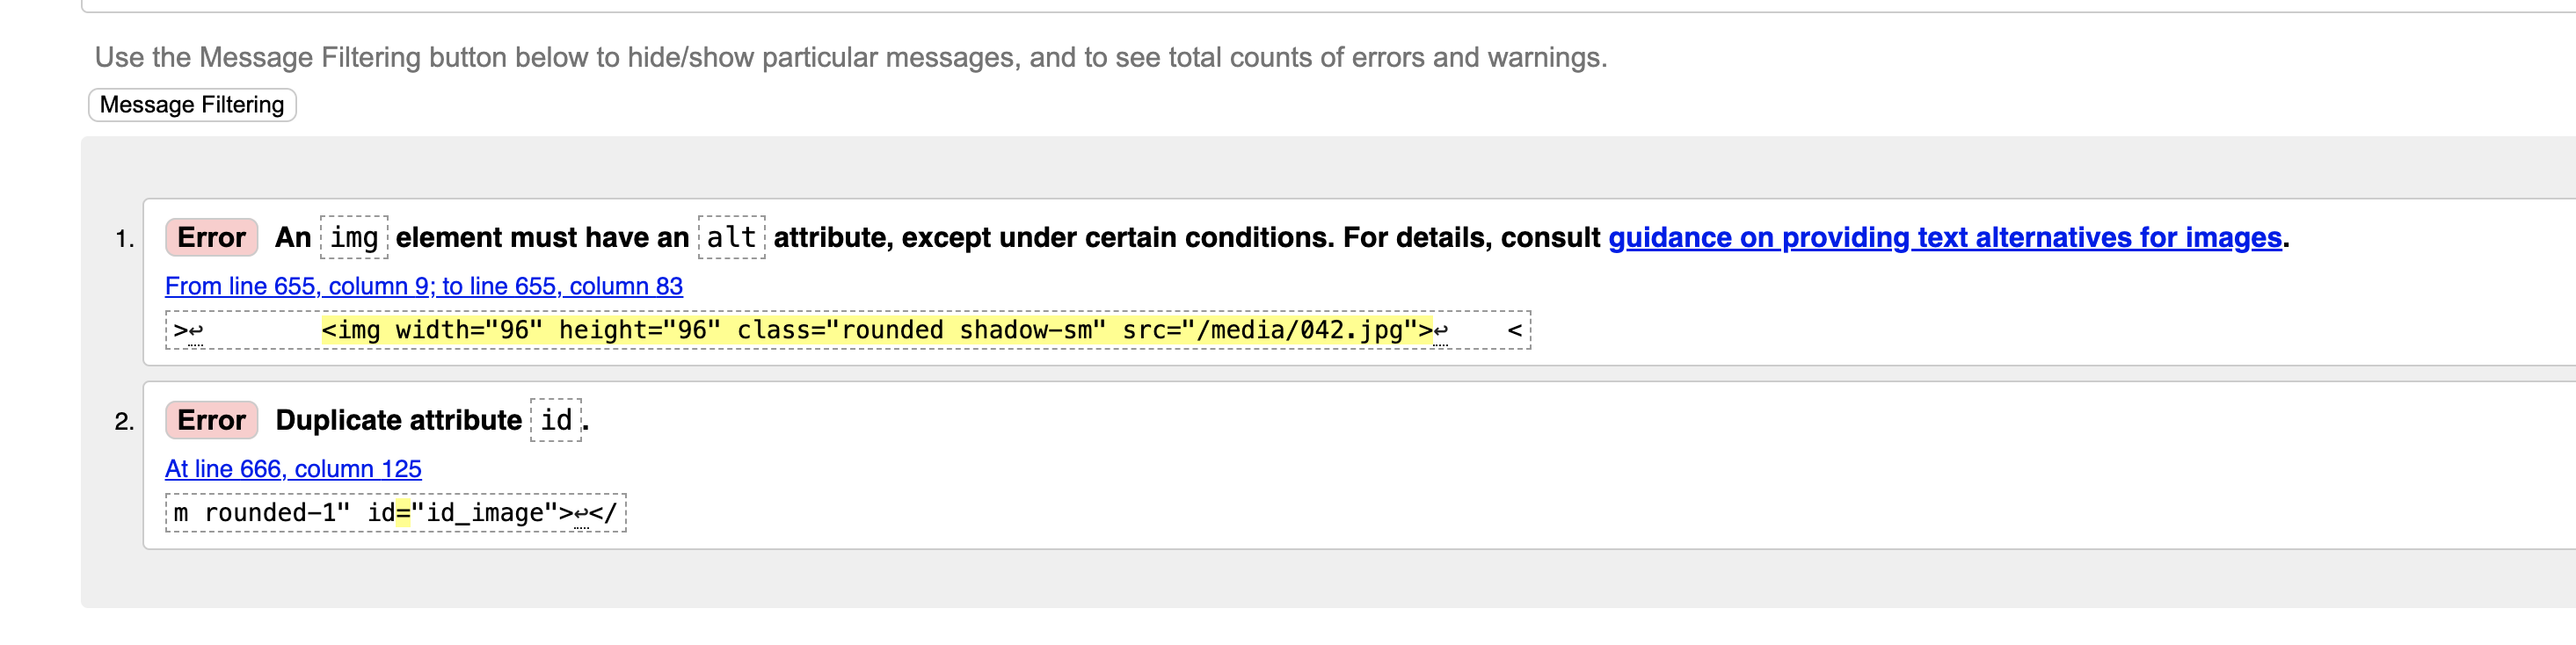 Use the Message Filtering button below to hide/show particular messages, and to see total counts of errors and warnings.
Message Filtering
1. Error An img element must have an alt attribute, except under certain conditions. For details, consult guidance on providing text alternatives for images.
From line 655, column 9; to line 655, column 83
>↩        <img width="96" height="96" class="rounded shadow-sm" src="/media/042.jpg">↩    <
2. Error Duplicate attribute id.
At line 666, column 125
m rounded-1" id="id_image">↩</